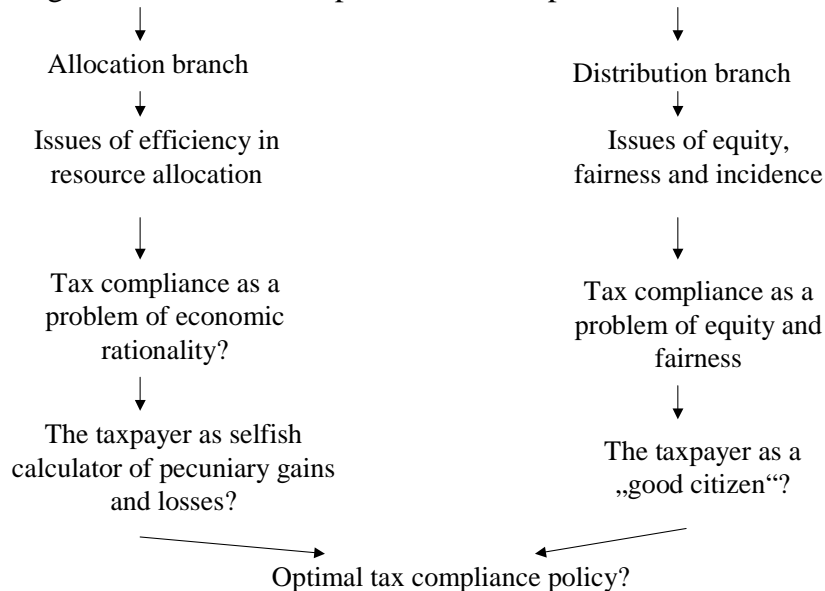 Allocation branch
Distribution branch
Issues of efficiency in
resource allocation
Issues of equity,
fairness and incidence
Tax compliance as a
problem of economic
rationality?
Tax compliance as a
problem of equity and
fairness
The taxpayer as selfish
calculator of pecuniary gains
and losses?
The taxpayer as a
„good citizen“?
Optimal tax compliance policy?